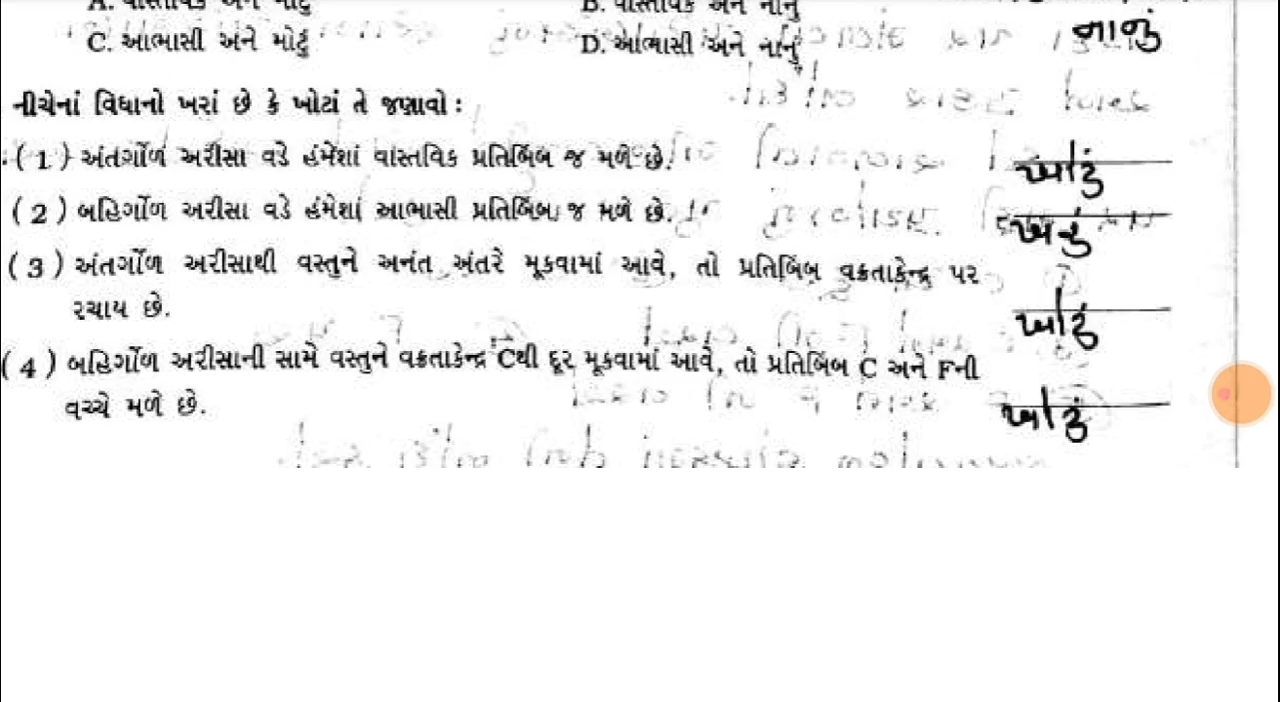 C. આભાસી અને મોટું D. આભાસી અને નાનું નાનું
નીચેનાં વિધાનો ખરાં છે કે ખોટાં તે જણાવો :
( 1 ) અંતર્ગોળ અરીસા વડે હંમેશાં વાસ્તવિક પ્રતિબિંબ જ મળે છે. ખોટું
( 2 ) બહિર્ગોળ અરીસા વડે હંમેશાં આભાસી પ્રતિબિંબ જ મળે છે. ખરું
( 3 ) અંતર્ગોળ અરીસાથી વસ્તુને અનંત અંતરે મૂકવામાં આવે, તો પ્રતિબિંબ વક્રતાકેન્દ્ર પર
રચાય છે. ખોટું
( 4 ) બહિર્ગોળ અરીસાની સામે વસ્તુને વક્રતાકેન્દ્ર Cથી દૂર મૂકવામાં આવે, તો પ્રતિબિંબ C અને Fની
વચ્ચે મળે છે. ખોટું